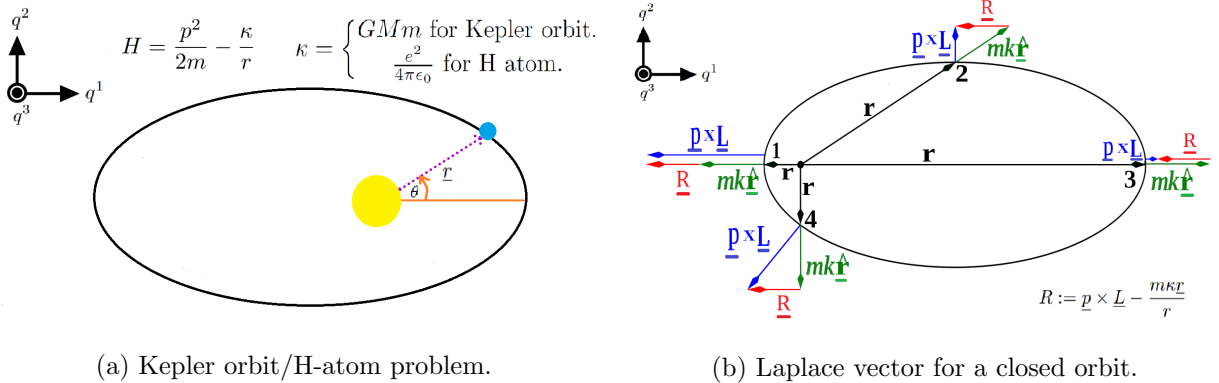 q²
q¹
q³
H = p²/2m − κ/r
κ = { GMm for Kepler orbit.
e²/4πε₀ for H atom.
r
θ
(a) Kepler orbit/H-atom problem.
q²
q¹
q³
R
p × L
mkr̂
2
r
p × L
1
R
mkr̂
r
r
p × L
R
3
mkr̂
r
4
p × L
mkr̂
R
R := p × L − mκr/r
(b) Laplace vector for a closed orbit.